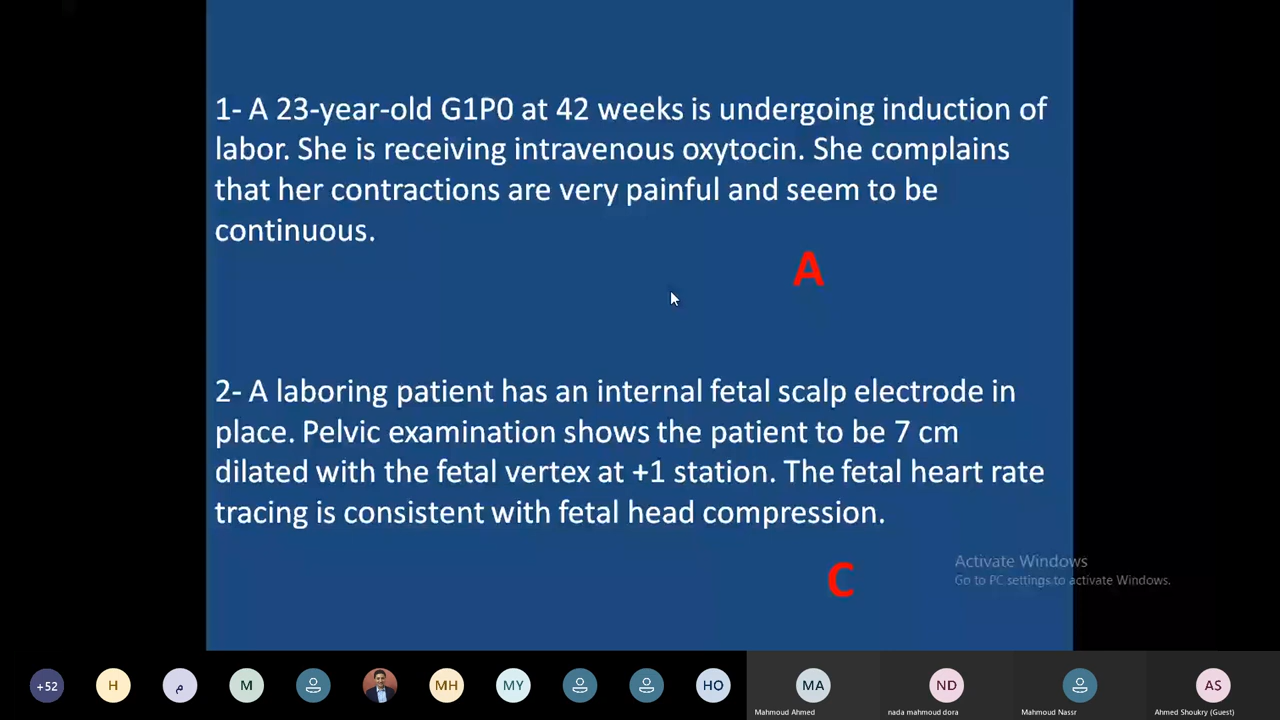 1- A 23-year-old G1P0 at 42 weeks is undergoing induction of
labor. She is receiving intravenous oxytocin. She complains
that her contractions are very painful and seem to be
continuous.
A
2- A laboring patient has an internal fetal scalp electrode in
place. Pelvic examination shows the patient to be 7 cm
dilated with the fetal vertex at +1 station. The fetal heart rate
tracing is consistent with fetal head compression.
C
Activate Windows
Go to PC settings to activate Windows.
+52
H
م
M
MH
MY
HO
MA
ND
AS
Mahmoud Ahmed
nada mahmoud dora
Mahmoud Nassr
Ahmed Shoukry (Guest)